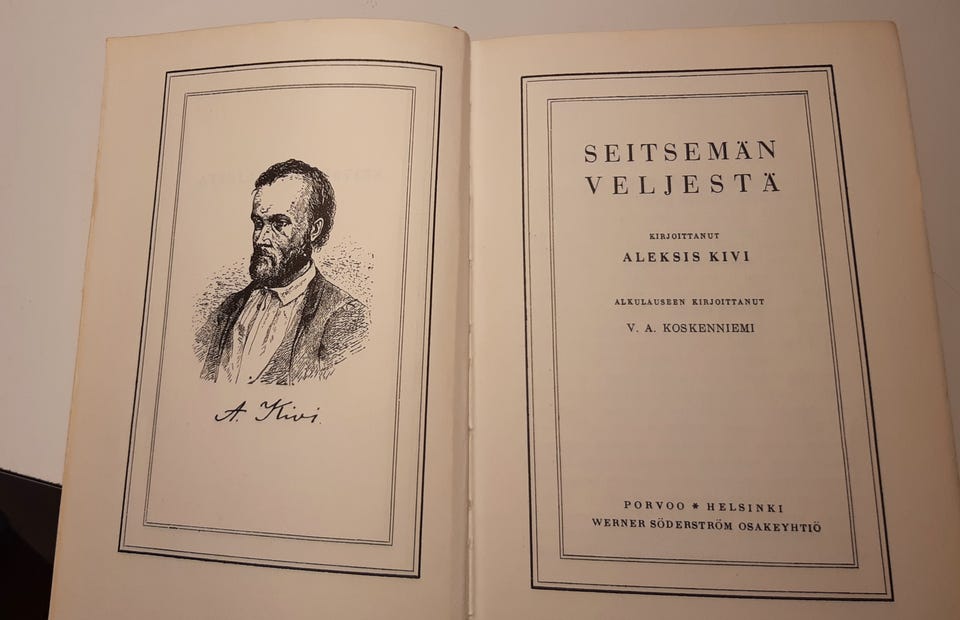 A. Kivi.
SEITSEMÄN
VELJESTÄ
KIRJOITTANUT
ALEKSIS KIVI
ALKULAUSEEN KIRJOITTANUT
V. A. KOSKENNIEMI
PORVOO * HELSINKI
WERNER SÖDERSTRÖM OSAKEYHTIÖ